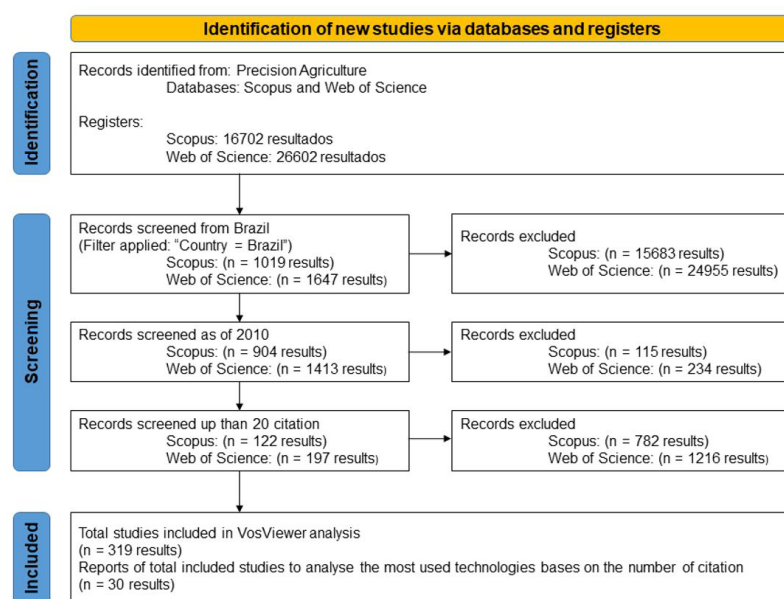 Identification of new studies via databases and registers
Identification
Records identified from: Precision Agriculture
Databases: Scopus and Web of Science
Registers:
Scopus: 16702 resultados
Web of Science: 26602 resultados
Screening
Records screened from Brazil
(Filter applied: “Country = Brazil”)
Scopus: (n = 1019 results)
Web of Science: (n = 1647 results)
Records excluded
Scopus: (n = 15683 results)
Web of Science: (n = 24955 results)
Records screened as of 2010
Scopus: (n = 904 results)
Web of Science: (n = 1413 results)
Records excluded
Scopus: (n = 115 results)
Web of Science: (n = 234 results)
Records screened up than 20 citation
Scopus: (n = 122 results)
Web of Science: (n = 197 results)
Records excluded
Scopus: (n = 782 results)
Web of Science: (n = 1216 results)
Included
Total studies included in VosViewer analysis
(n = 319 results)
Reports of total included studies to analyse the most used technologies bases on the number of citation
(n = 30 results)